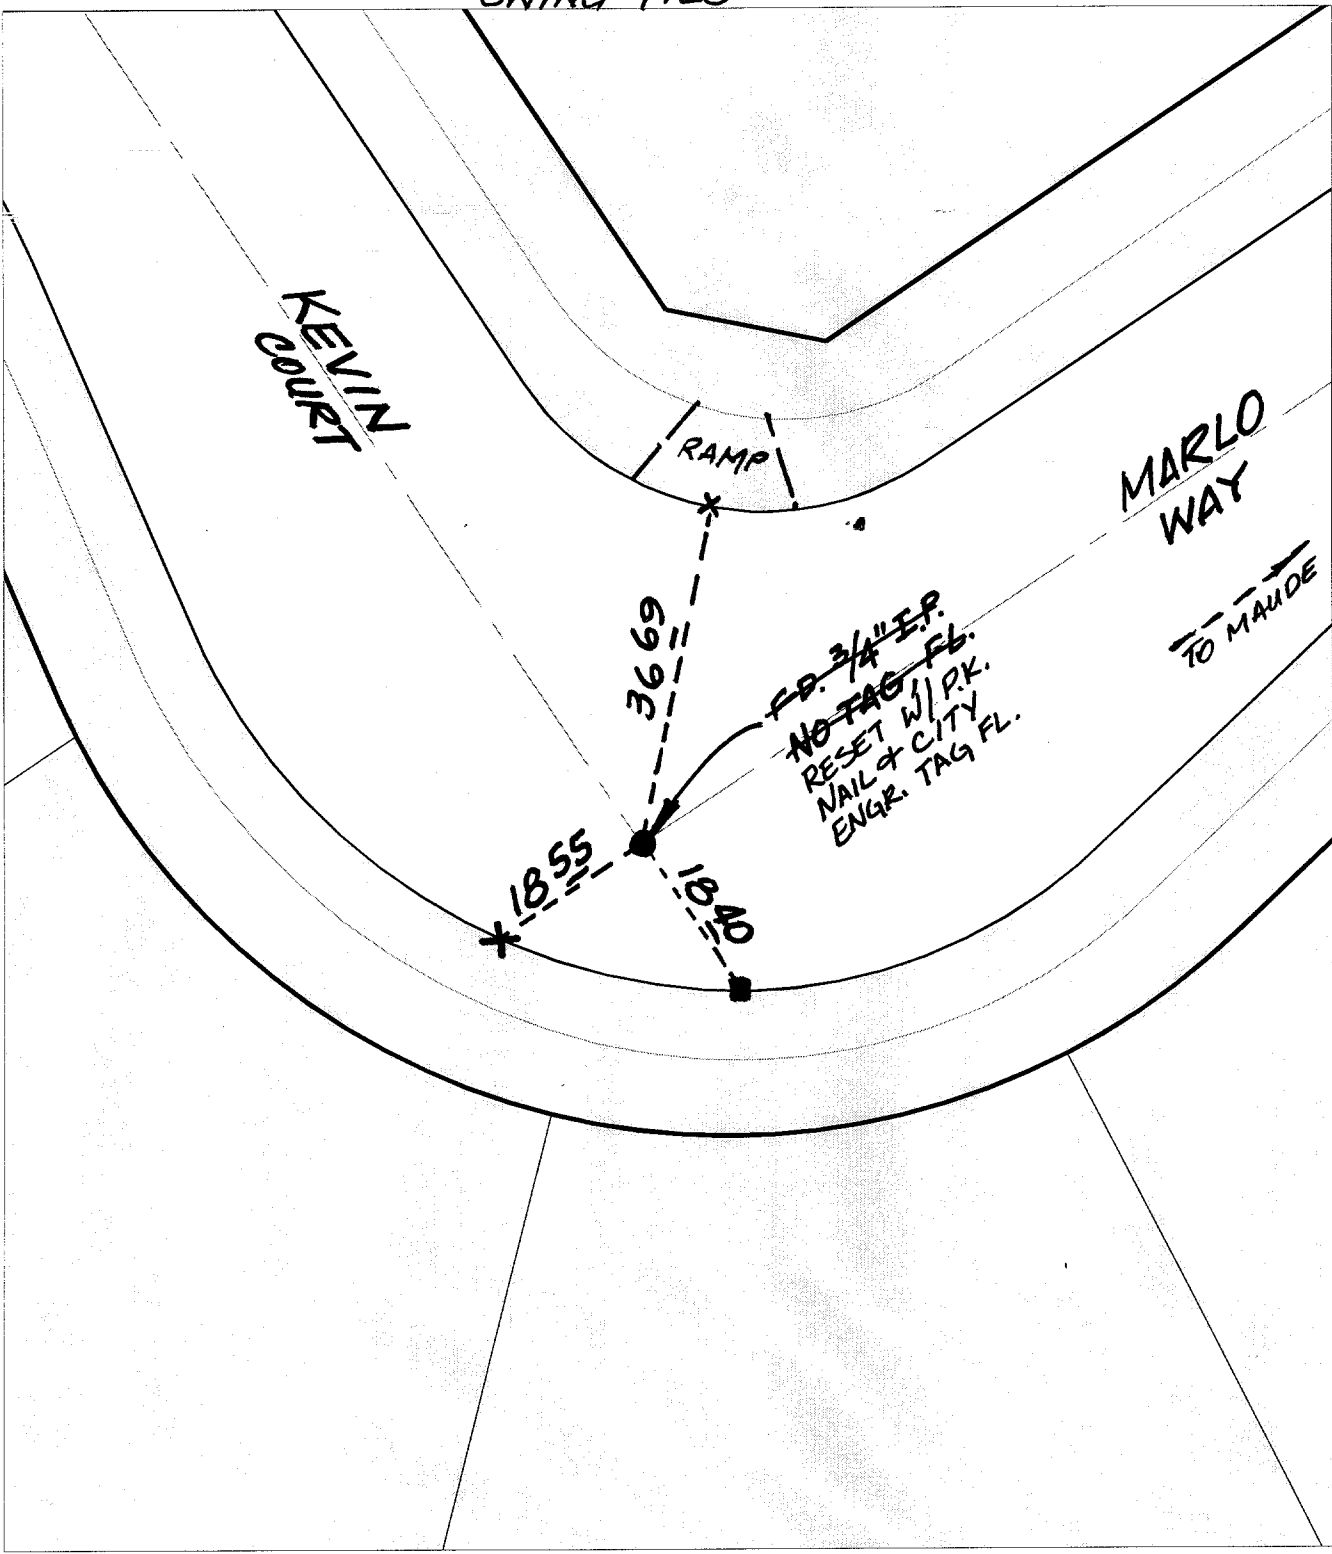 TIES
KEVIN
COURT
RAMP
MARLO
WAY
TO MAUDE
36 69
F.D. 3/4" I.P.
NO TAG, FL.
RESET W/ P.K.
NAIL & CITY
ENGR. TAG FL.
18 55
18 40